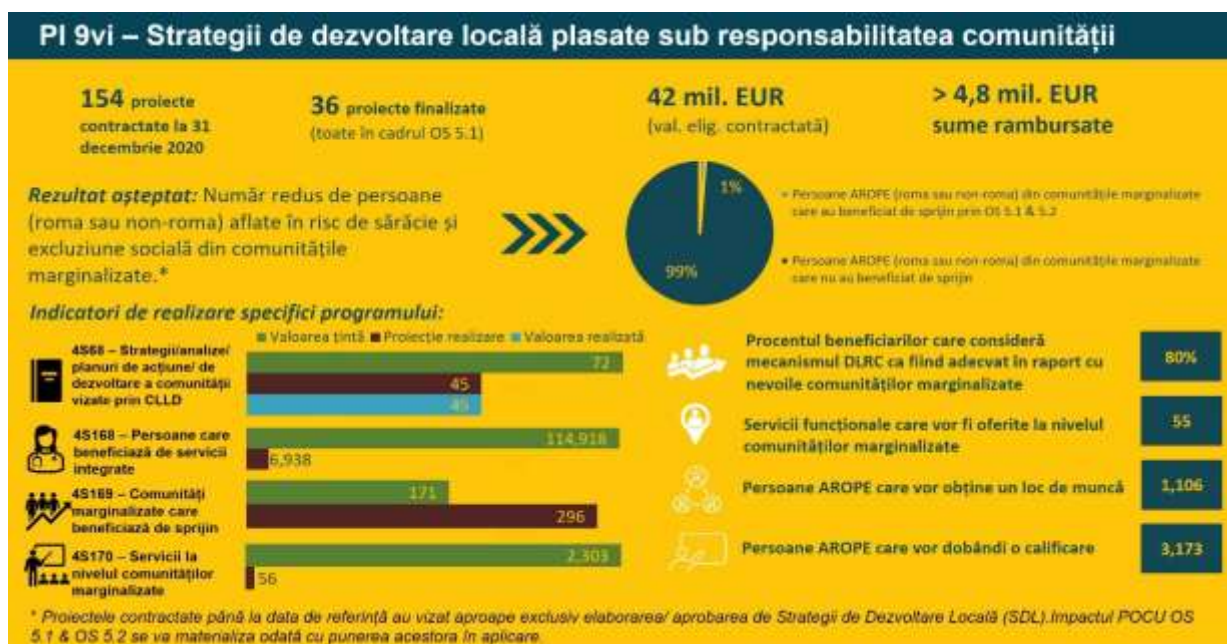 PI 9vi – Strategii de dezvoltare locală plasate sub responsabilitatea comunității
154 proiecte
contractate la 31
decembrie 2020
36 proiecte finalizate
(toate în cadrul OS 5.1)
42 mil. EUR
(val. elig. contractată)
> 4,8 mil. EUR
sume rambursate
Rezultat așteptat: Număr redus de persoane
(roma sau non-roma) aflate în risc de sărăcie și
excluziune socială din comunitățile
marginalizate.*
1%
99%
Persoane AROPE (roma sau non-roma) din comunitățile marginalizate
care au beneficiat de sprijin prin OS 5.1 & 5.2
Persoane AROPE (roma sau non-roma) din comunitățile marginalizate
care nu au beneficiat de sprijin
Indicatori de realizare specifici programului:
Valoarea țintă Proiecție realizare Valoarea realizată
4S68 – Strategii/analize/
planuri de acțiune/ de
dezvoltare a comunității
vizate prin CLLD
72
45
45
4S168 – Persoane care
beneficiază de servicii
integrate
114,918
6,938
4S169 – Comunități
marginalizate care
beneficiază de sprijin
171
296
4S170 – Servicii la
nivelul comunităților
marginalizate
2,303
56
Procentul beneficiarilor care consideră
mecanismul DLRC ca fiind adecvat în raport cu
nevoile comunităților marginalizate
80%
Servicii funcționale care vor fi oferite la nivelul
comunităților marginalizate
55
Persoane AROPE care vor obține un loc de muncă
1,106
Persoane AROPE care vor dobândi o calificare
3,173
* Proiectele contractate până la data de referință au vizat aproape exclusiv elaborarea/ aprobarea de Strategii de Dezvoltare Locală (SDL).Impactul POCU OS
5.1 & OS 5.2 se va materializa odată cu punerea acestora în aplicare.